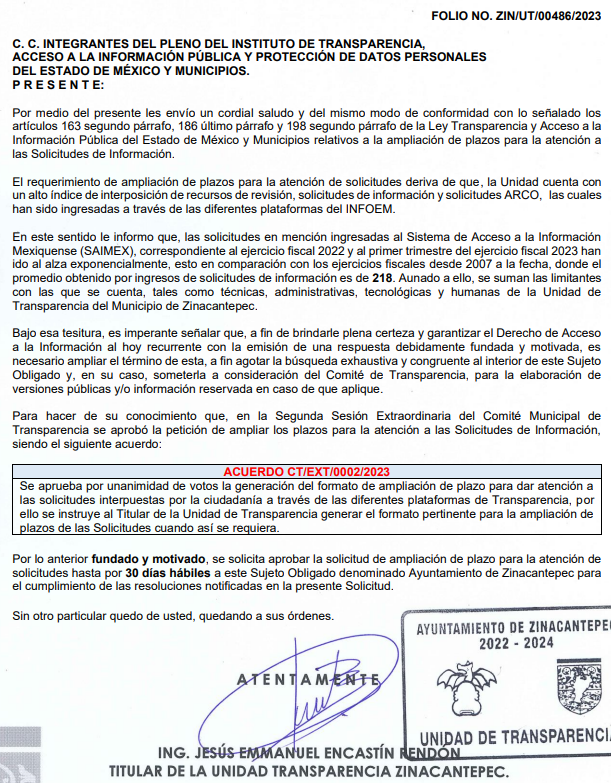 FOLIO NO. ZIN/UT/00486/2023
C. C. INTEGRANTES DEL PLENO DEL INSTITUTO DE TRANSPARENCIA,
ACCESO A LA INFORMACIÓN PÚBLICA Y PROTECCIÓN DE DATOS PERSONALES
DEL ESTADO DE MÉXICO Y MUNICIPIOS.
P R E S E N T E:
Por medio del presente les envío un cordial saludo y del mismo modo de conformidad con lo señalado los
artículos 163 segundo párrafo, 186 último párrafo y 198 segundo párrafo de la Ley Transparencia y Acceso a la
Información Pública del Estado de México y Municipios relativos a la ampliación de plazos para la atención a
las Solicitudes de Información.
El requerimiento de ampliación de plazos para la atención de solicitudes deriva de que, la Unidad cuenta con
un alto índice de interposición de recursos de revisión, solicitudes de información y solicitudes ARCO, las cuales
han sido ingresadas a través de las diferentes plataformas del INFOEM.
En este sentido le informo que, las solicitudes en mención ingresadas al Sistema de Acceso a la Información
Mexiquense (SAIMEX), correspondiente al ejercicio fiscal 2022 y al primer trimestre del ejercicio fiscal 2023 han
ido al alza exponencialmente, esto en comparación con los ejercicios fiscales desde 2007 a la fecha, donde el
promedio obtenido por ingresos de solicitudes de información es de 218. Aunado a ello, se suman las limitantes
con las que se cuenta, tales como técnicas, administrativas, tecnológicas y humanas de la Unidad de
Transparencia del Municipio de Zinacantepec.
Bajo esa tesitura, es imperante señalar que, a fin de brindarle plena certeza y garantizar el Derecho de Acceso
a la Información al hoy recurrente con la emisión de una respuesta debidamente fundada y motivada, es
necesario ampliar el término de esta, a fin agotar la búsqueda exhaustiva y congruente al interior de este Sujeto
Obligado y, en su caso, someterla a consideración del Comité de Transparencia, para la elaboración de
versiones públicas y/o información reservada en caso de que aplique.
Para hacer de su conocimiento que, en la Segunda Sesión Extraordinaria del Comité Municipal de
Transparencia se aprobó la petición de ampliar los plazos para la atención a las Solicitudes de Información,
siendo el siguiente acuerdo:
ACUERDO CT/EXT/0002/2023
Se aprueba por unanimidad de votos la generación del formato de ampliación de plazo para dar atención a
las solicitudes interpuestas por la ciudadanía a través de las diferentes plataformas de Transparencia, por
ello se instruye al Titular de la Unidad de Transparencia generar el formato pertinente para la ampliación
de plazos de las Solicitudes cuando así se requiera.
Por lo anterior fundado y motivado, se solicita aprobar la solicitud de ampliación de plazo para la atención de
solicitudes hasta por 30 días hábiles a este Sujeto Obligado denominado Ayuntamiento de Zinacantepec para
el cumplimiento de las resoluciones notificadas en la presente Solicitud.
Sin otro particular quedo de usted, quedando a sus órdenes.
AYUNTAMIENTO DE ZINACANTEPEC
2022 - 2024
A T E N T A M E N T E
UNIDAD DE TRANSPARENCIA
ING. JESÚS EMMANUEL ENCASTÍN RENDÓN
TITULAR DE LA UNIDAD TRANSPARENCIA ZINACANTEPEC.